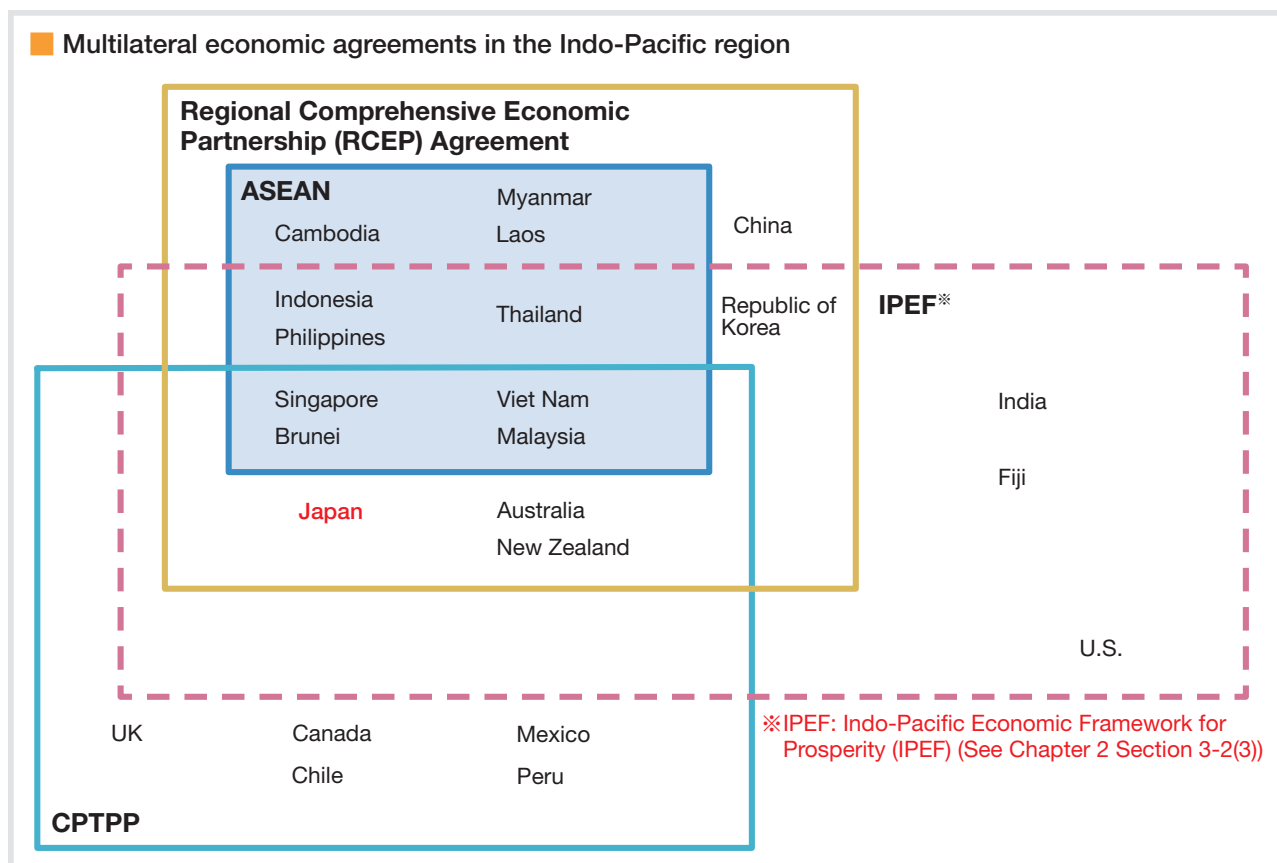 Multilateral economic agreements in the Indo-Pacific region
Regional Comprehensive Economic
Partnership (RCEP) Agreement
ASEAN
Myanmar
Cambodia
Laos
China
Indonesia
Philippines
Thailand
Republic of
Korea
IPEF※
Singapore
Viet Nam
Brunei
Malaysia
India
Fiji
Japan
Australia
New Zealand
U.S.
UK
Canada
Mexico
Chile
Peru
※IPEF: Indo-Pacific Economic Framework for
Prosperity (IPEF) (See Chapter 2 Section 3-2(3))
CPTPP